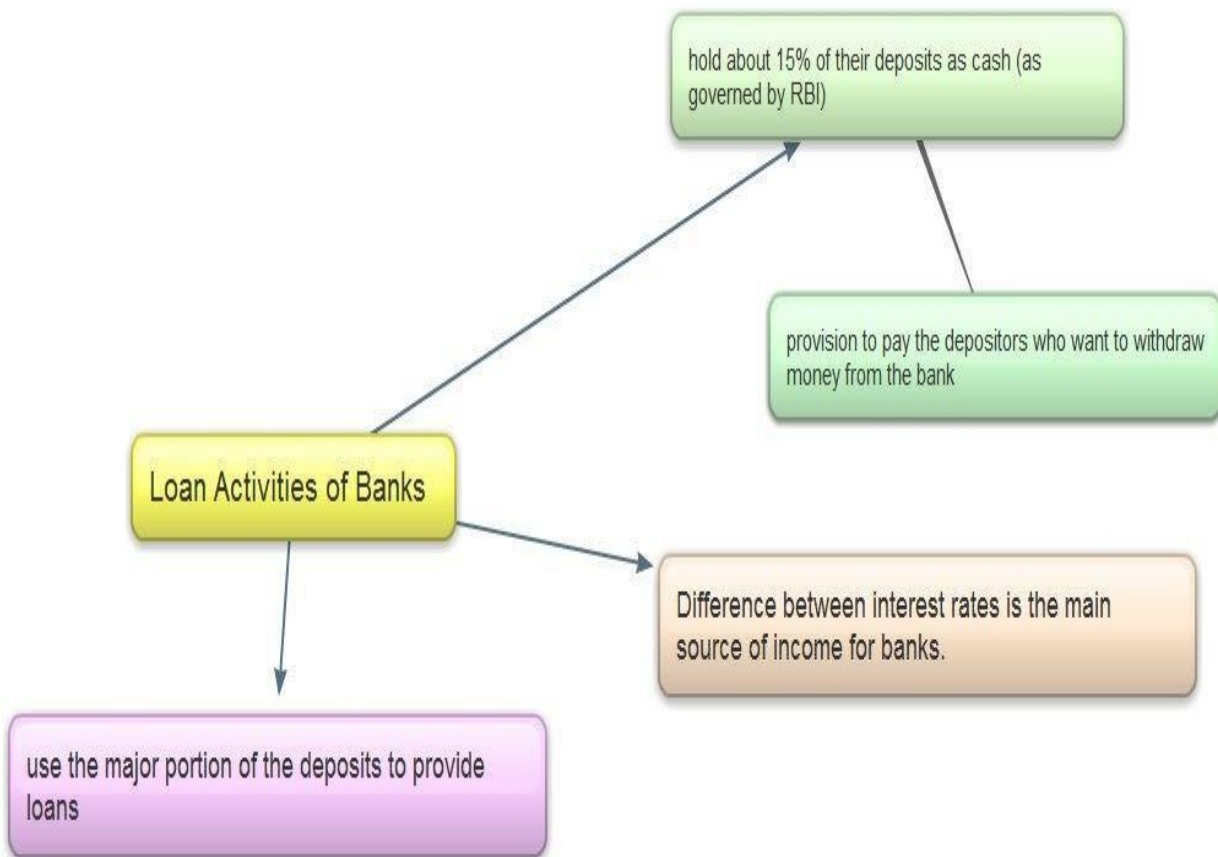 hold about 15% of their deposits as cash (as
governed by RBI)
provision to pay the depositors who want to withdraw
money from the bank
Loan Activities of Banks
Difference between interest rates is the main
source of income for banks.
use the major portion of the deposits to provide
loans